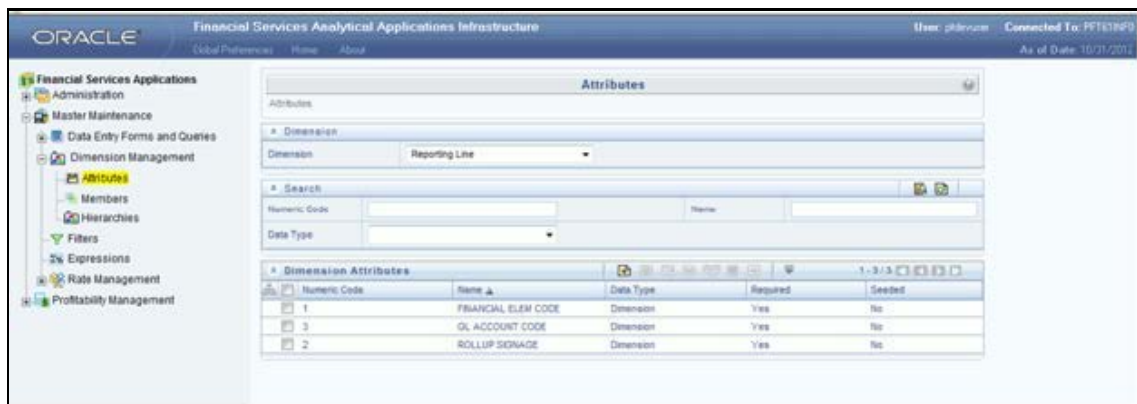 ORACLE
Financial Services Analytical Applications Infrastructure
Connected To:
Global Preferences Home About
As of Date: 10/31/2012
Financial Services Applications
Administration
Master Maintenance
Data Entry Forms and Queries
Dimension Management
Attributes
Members
Hierarchies
Filters
Expressions
Rate Management
Profitability Management
Attributes
Attributes
Dimension
Dimension Reporting Line
Search
Numeric Code Name
Data Type
Dimension Attributes 1 - 3 / 3
Numeric Code Name Data Type Required Seeded
1 FINANCIAL ELEM CODE Dimension Yes No
3 GL ACCOUNT CODE Dimension Yes No
2 ROLLUP SIGNAGE Dimension Yes No